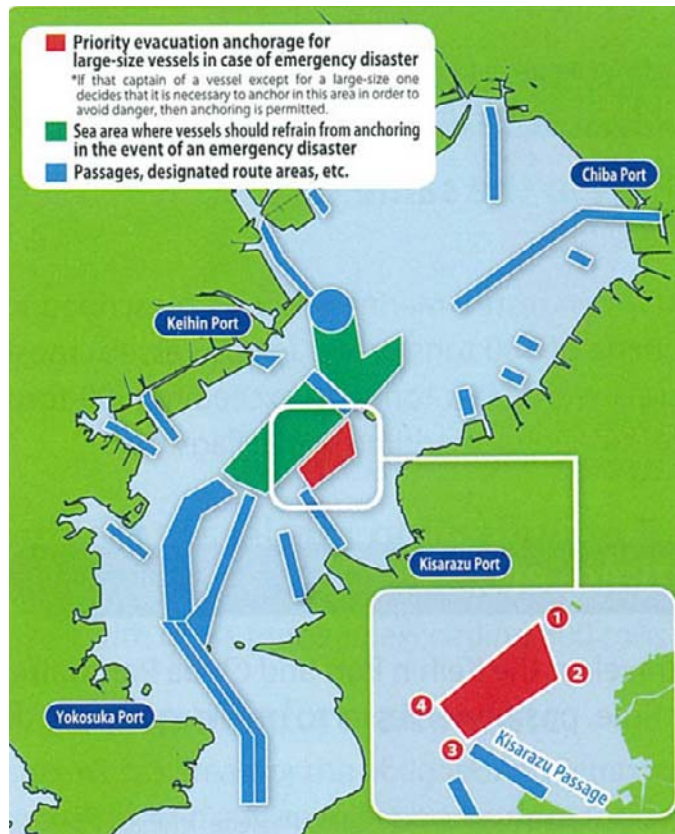 Priority evacuation anchorage for
large-size vessels in case of emergency disaster
*If that captain of a vessel except for a large-size one
decides that it is necessary to anchor in this area in order to
avoid danger, then anchoring is permitted.
Sea area where vessels should refrain from anchoring
in the event of an emergency disaster
Passages, designated route areas, etc.
Chiba Port
Keihin Port
Kisarazu Port
Yokosuka Port
1
2
4
3
Kisarazu Passage